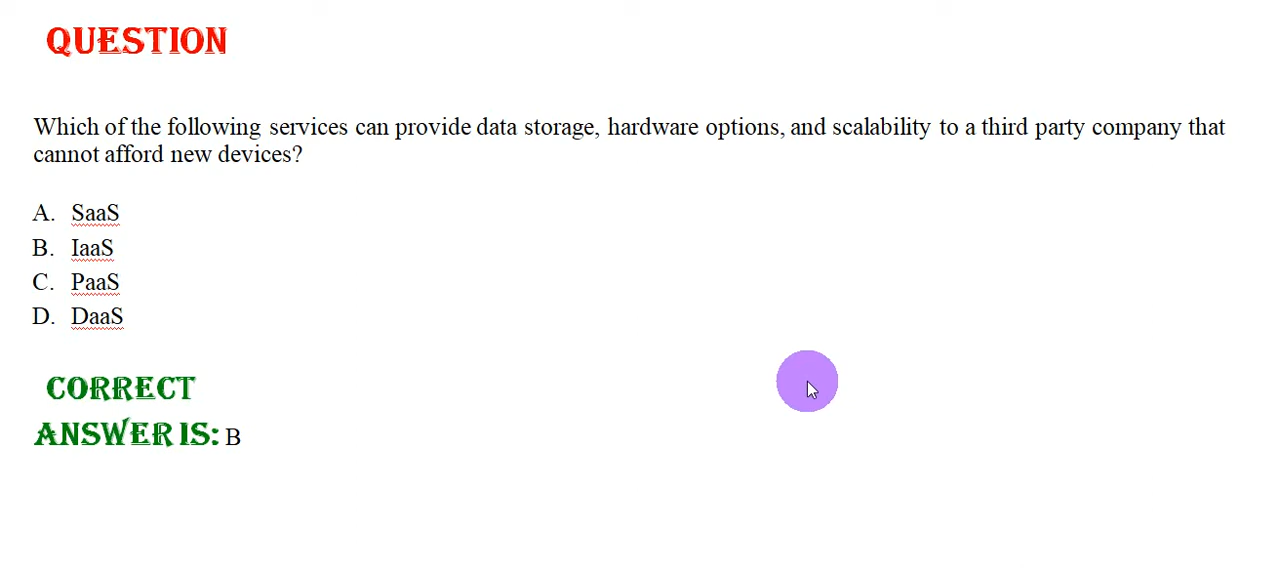 QUESTION
Which of the following services can provide data storage, hardware options, and scalability to a third party company that
cannot afford new devices?
A. SaaS
B. IaaS
C. PaaS
D. DaaS
CORRECT
ANSWER IS: B